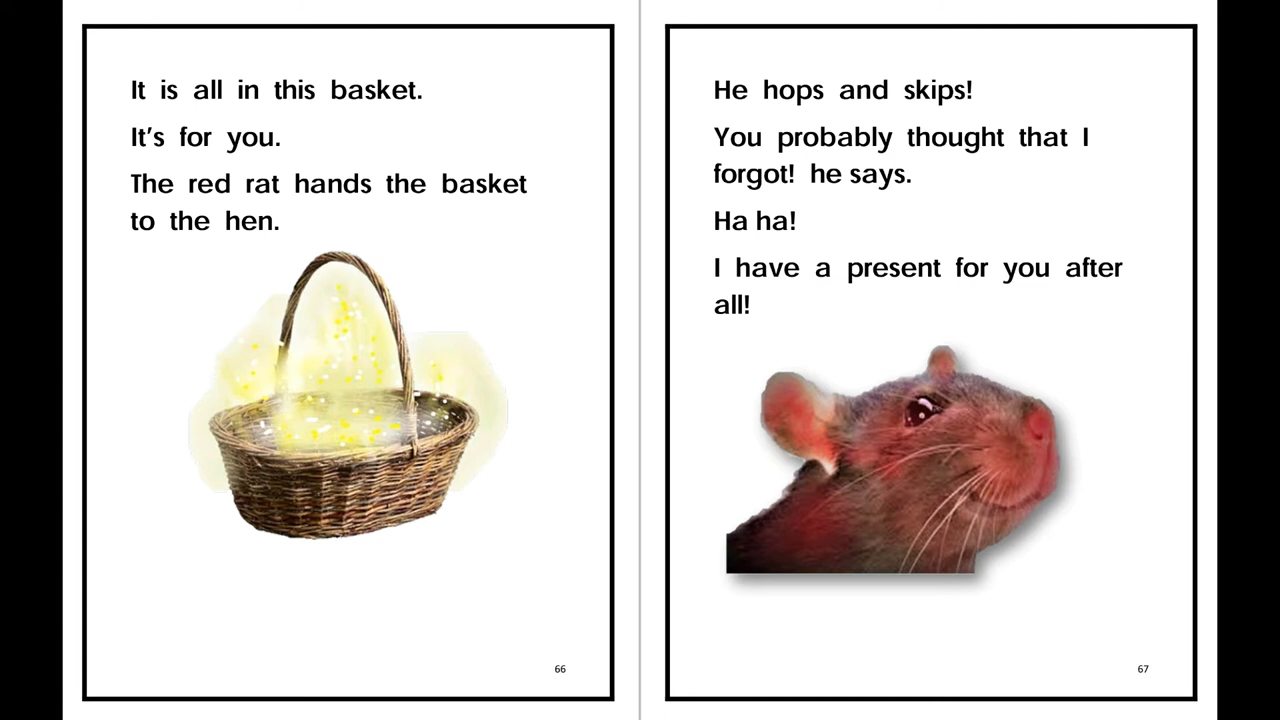 It is all in this basket.
It's for you.
The red rat hands the basket
to the hen.
66
He hops and skips!
You probably thought that I
forgot! he says.
Ha ha!
I have a present for you after
all!
67